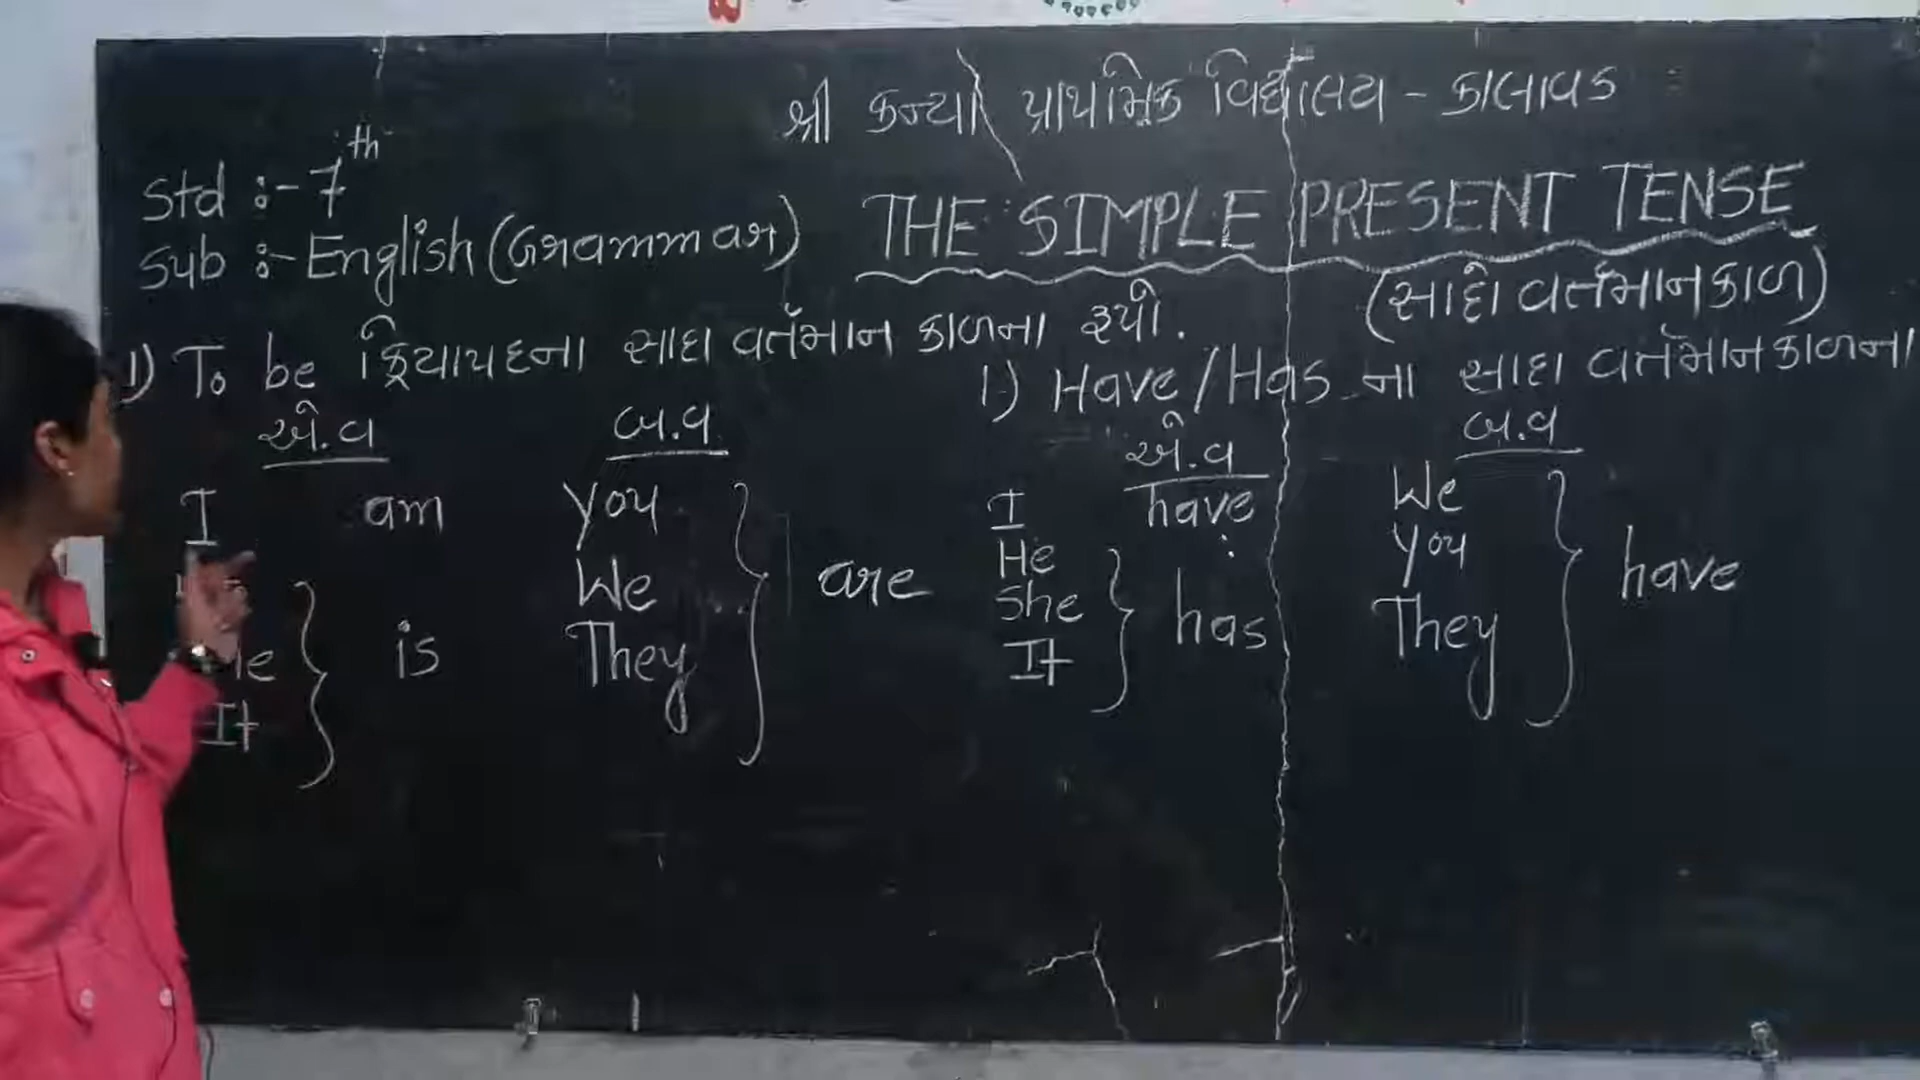 શ્રી કન્યા પ્રાથમિક વિદ્યાલય - કાલાવડ
Std :- 7th
Sub :- English (Grammar)
THE SIMPLE PRESENT TENSE
(સાદો વર્તમાનકાળ)
1) To be ક્રિયાપદના સાદા વર્તમાન કાળના રૂપો.
એ.વ બ.વ
I am
is
It
You
We
They
are
1) Have/Has ના સાદા વર્તમાનકાળના
એ.વ બ.વ
I have
He
She
It
has
We
You
They
have